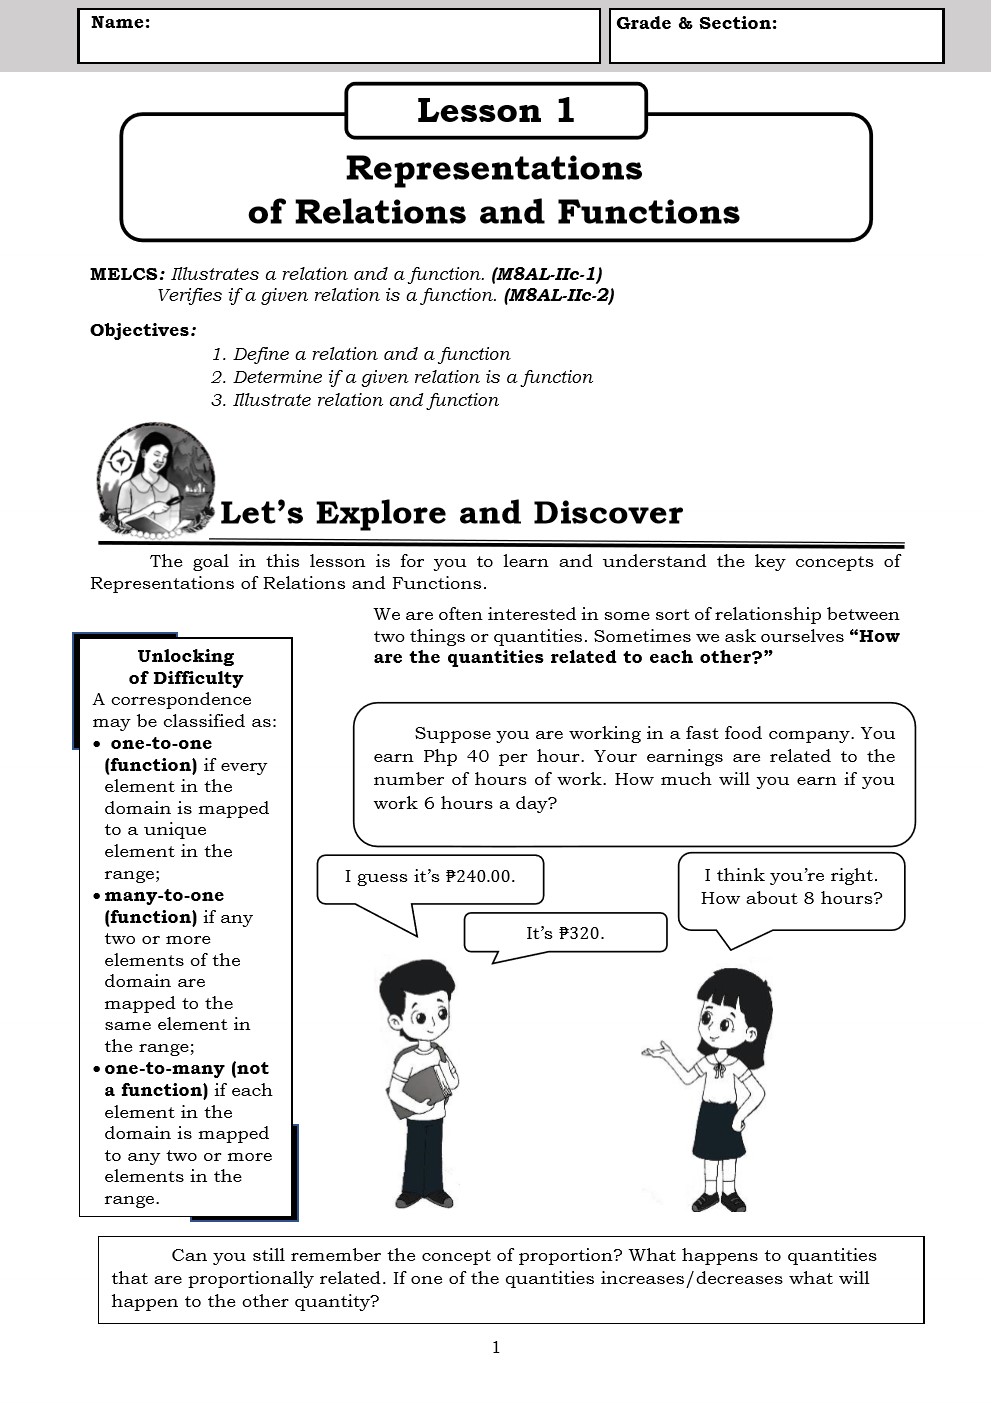 Name:
Grade & Section:
Lesson 1
Representations
of Relations and Functions
MELCS: Illustrates a relation and a function. (M8AL-IIc-1)
Verifies if a given relation is a function. (M8AL-IIc-2)
Objectives:
1. Define a relation and a function
2. Determine if a given relation is a function
3. Illustrate relation and function
Let’s Explore and Discover
The goal in this lesson is for you to learn and understand the key concepts of
Representations of Relations and Functions.
We are often interested in some sort of relationship between
two things or quantities. Sometimes we ask ourselves “How
are the quantities related to each other?”
Unlocking
of Difficulty
A correspondence
may be classified as:
• one-to-one
(function) if every
element in the
domain is mapped
to a unique
element in the
range;
• many-to-one
(function) if any
two or more
elements of the
domain are
mapped to the
same element in
the range;
• one-to-many (not
a function) if each
element in the
domain is mapped
to any two or more
elements in the
range.
Suppose you are working in a fast food company. You
earn Php 40 per hour. Your earnings are related to the
number of hours of work. How much will you earn if you
work 6 hours a day?
I guess it’s ₱240.00.
I think you’re right.
How about 8 hours?
It’s ₱320.
Can you still remember the concept of proportion? What happens to quantities
that are proportionally related. If one of the quantities increases/decreases what will
happen to the other quantity?
1